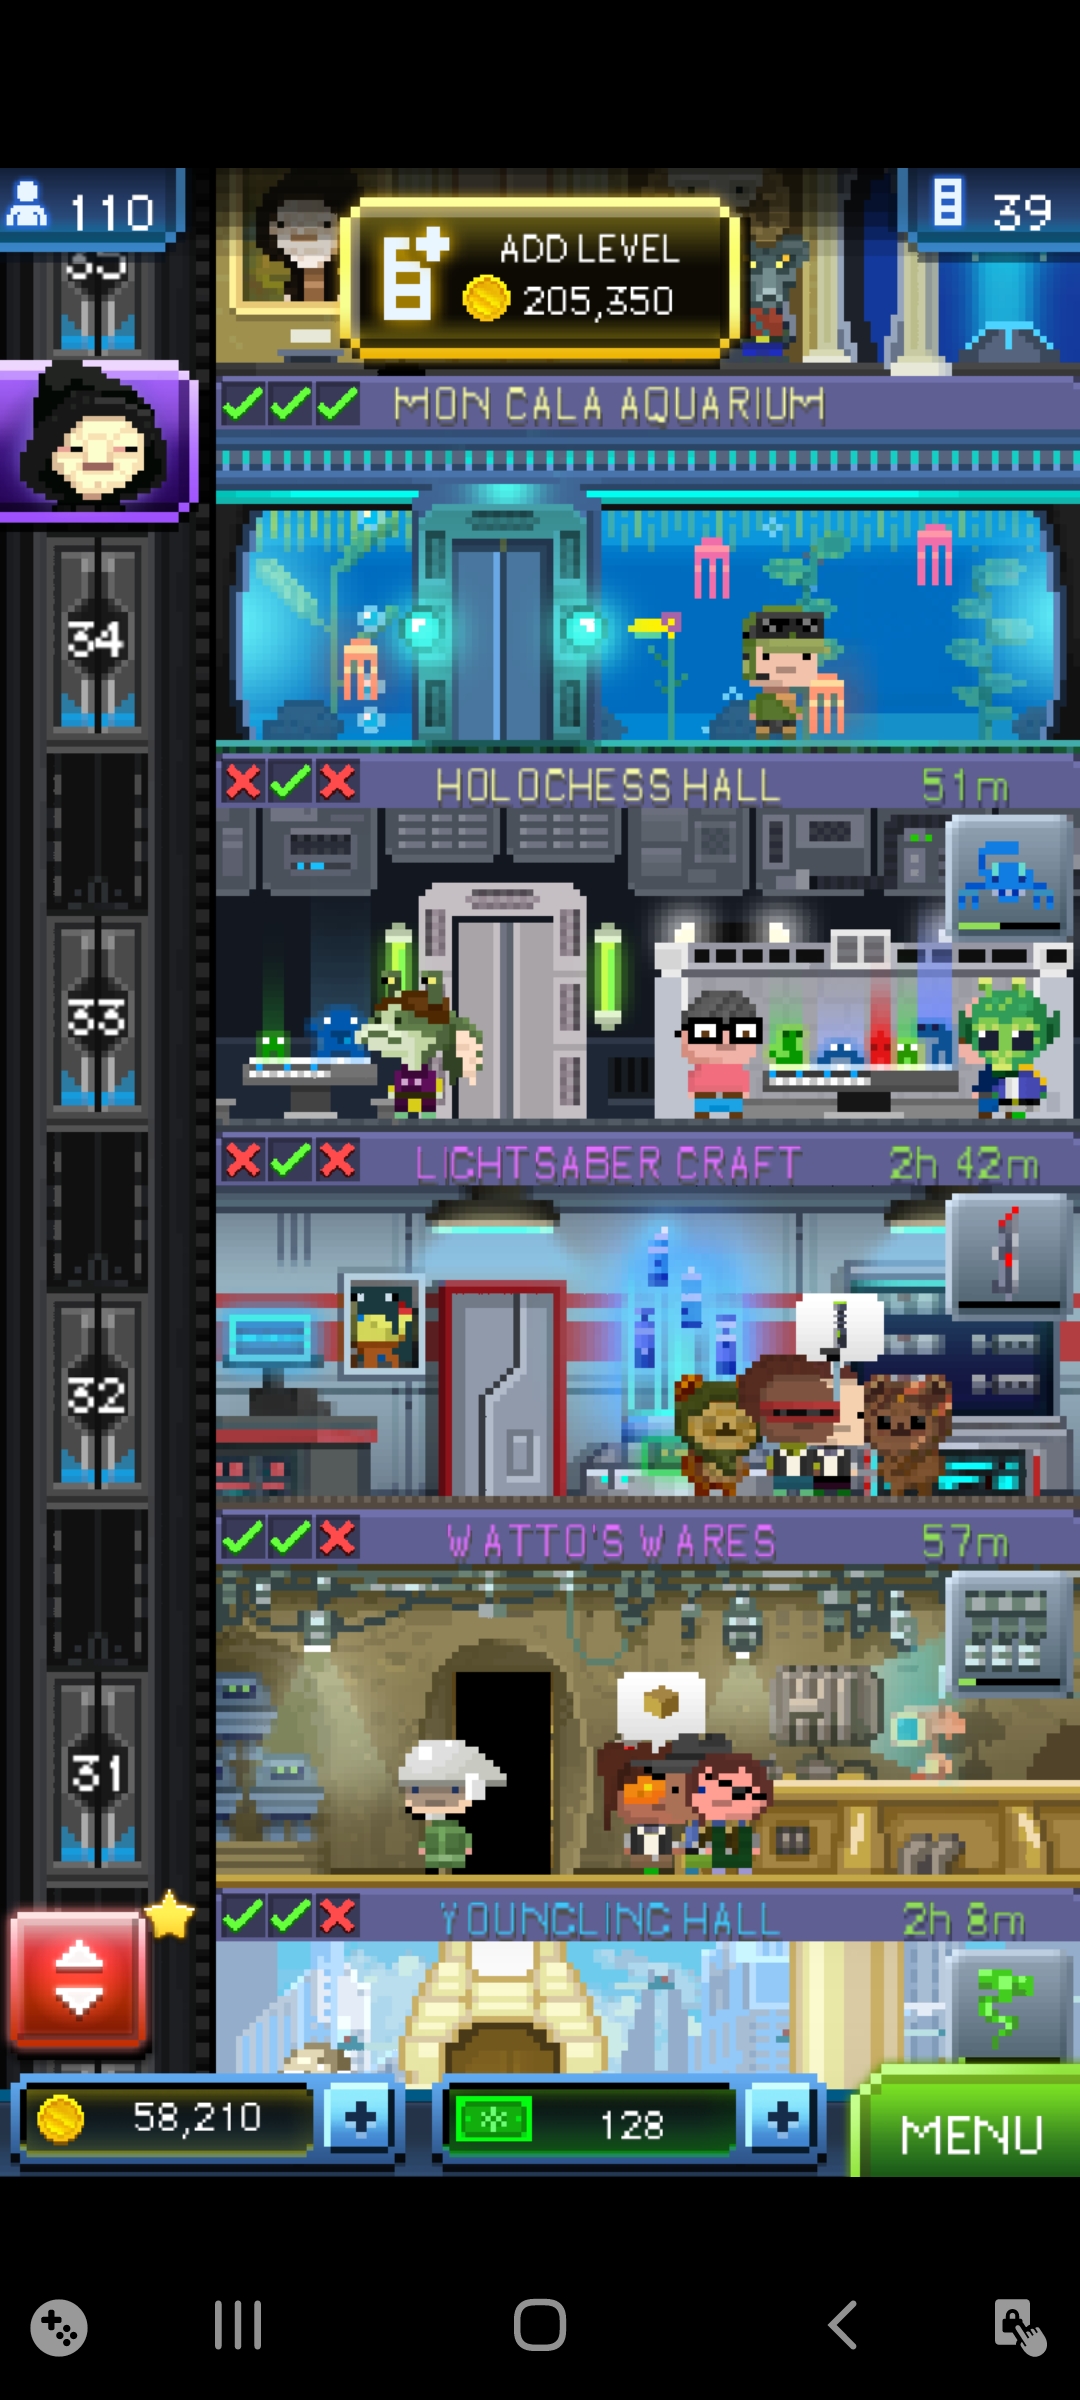 110
ADD LEVEL
205,350
39
MON CALA AQUARIUM
34
HOLOCHESS HALL 51m
33
LIGHTSABER CRAFT 2h 42m
32
WATTO'S WARES 57m
31
YOUNGLING HALL 2h 8m
58,210
128
MENU